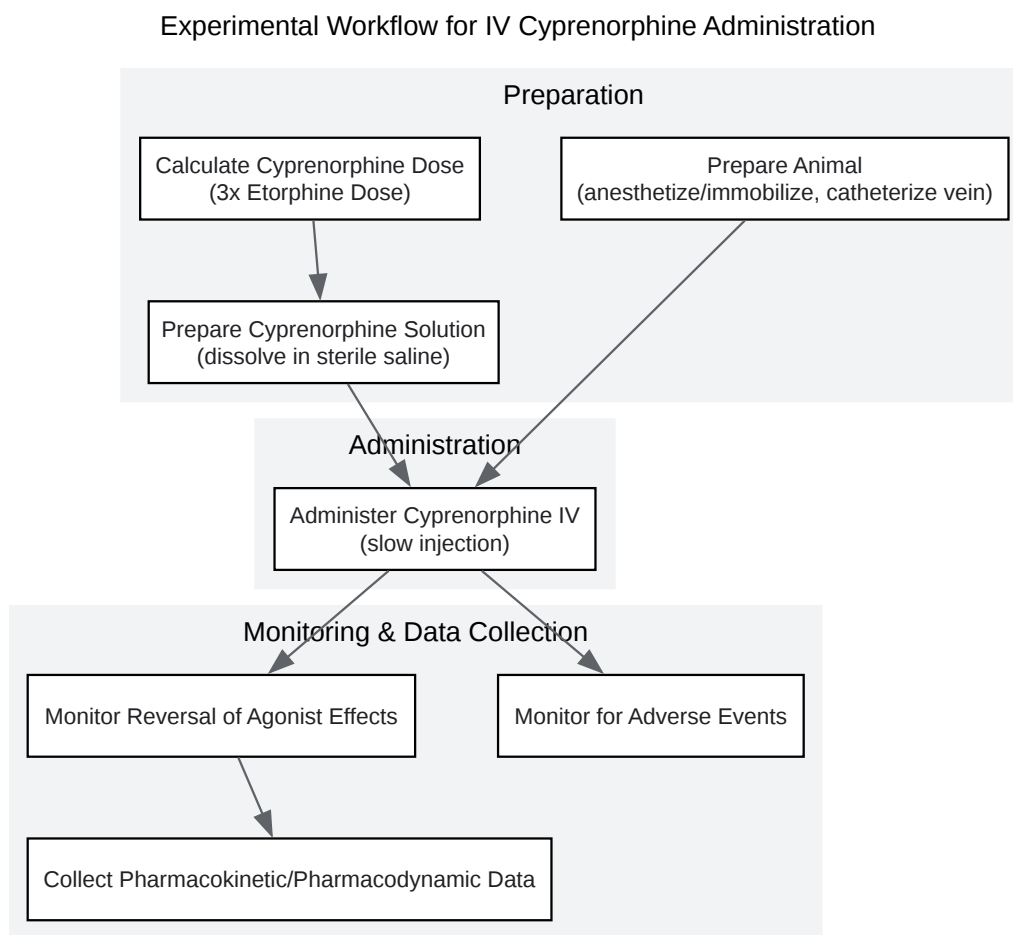 Experimental Workflow for IV Cyprenorphine Administration
Preparation
Calculate Cyprenorphine Dose
(3x Etorphine Dose)
Prepare Animal
(anesthetize/immobilize, catheterize vein)
Prepare Cyprenorphine Solution
(dissolve in sterile saline)
Administration
Administer Cyprenorphine IV
(slow injection)
Monitoring & Data Collection
Monitor Reversal of Agonist Effects
Monitor for Adverse Events
Collect Pharmacokinetic/Pharmacodynamic Data